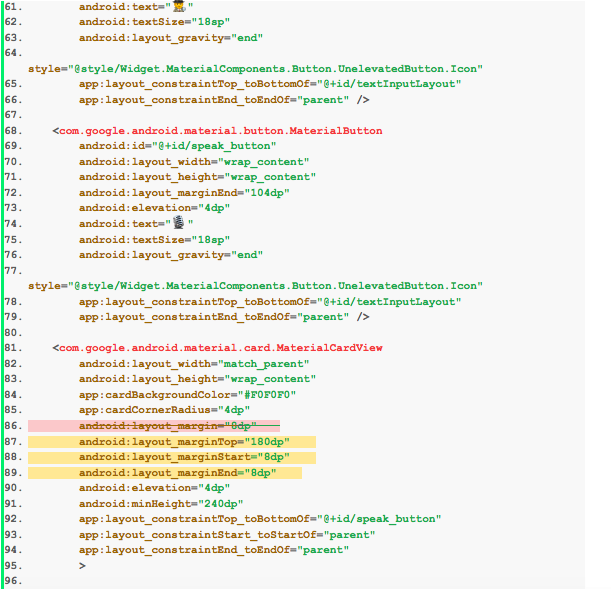 61.        android:text="🕵"
62.        android:textSize="18sp"
63.        android:layout_gravity="end"
64.
style="@style/Widget.MaterialComponents.Button.UnelevatedButton.Icon"
65.        app:layout_constraintTop_toBottomOf="@+id/textInputLayout"
66.        app:layout_constraintEnd_toEndOf="parent" />
67.
68.    <com.google.android.material.button.MaterialButton
69.        android:id="@+id/speak_button"
70.        android:layout_width="wrap_content"
71.        android:layout_height="wrap_content"
72.        android:layout_marginEnd="104dp"
73.        android:elevation="4dp"
74.        android:text="🎙"
75.        android:textSize="18sp"
76.        android:layout_gravity="end"
77.
style="@style/Widget.MaterialComponents.Button.UnelevatedButton.Icon"
78.        app:layout_constraintTop_toBottomOf="@+id/textInputLayout"
79.        app:layout_constraintEnd_toEndOf="parent" />
80.
81.    <com.google.android.material.card.MaterialCardView
82.        android:layout_width="match_parent"
83.        android:layout_height="wrap_content"
84.        app:cardBackgroundColor="#F0F0F0"
85.        app:cardCornerRadius="4dp"
86.        android:layout_margin="8dp"
87.        android:layout_marginTop="180dp"
88.        android:layout_marginStart="8dp"
89.        android:layout_marginEnd="8dp"
90.        android:elevation="4dp"
91.        android:minHeight="240dp"
92.        app:layout_constraintTop_toBottomOf="@+id/speak_button"
93.        app:layout_constraintStart_toStartOf="parent"
94.        app:layout_constraintEnd_toEndOf="parent"
95.        >
96.